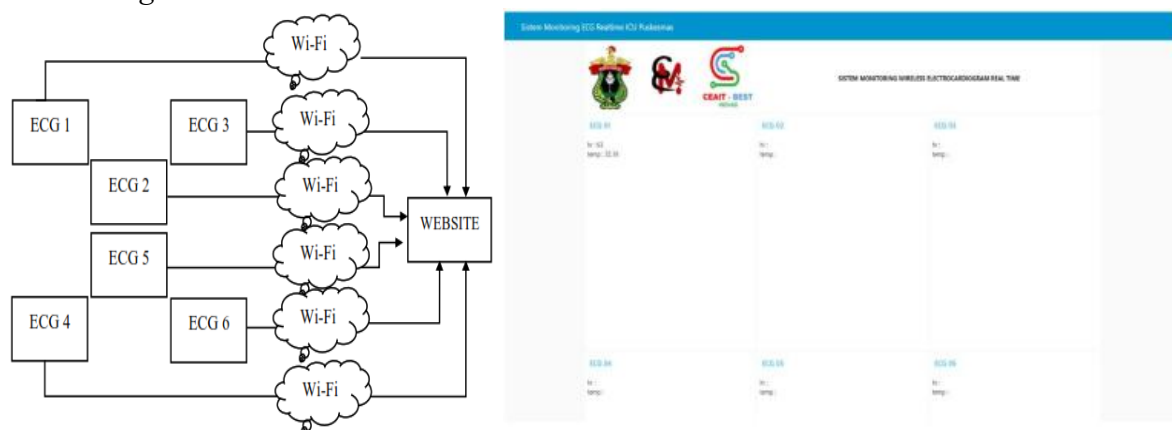 Wi-Fi
ECG 1
ECG 3
Wi-Fi
ECG 2
Wi-Fi
WEBSITE
ECG 5
Wi-Fi
ECG 4
ECG 6
Wi-Fi
Wi-Fi
Sistem Monitoring ECG Realtime ICU Puskesmas
CEAIT - BEST
SISTEM MONITORING WIRELESS ELECTROCARDIOGRAM REAL TIME
ECG 01
ECG 02
ECG 03
hr :
hr :
hr :
temp :
temp :
temp :
ECG 04
ECG 05
ECG 06
hr :
hr :
hr :
temp :
temp :
temp :